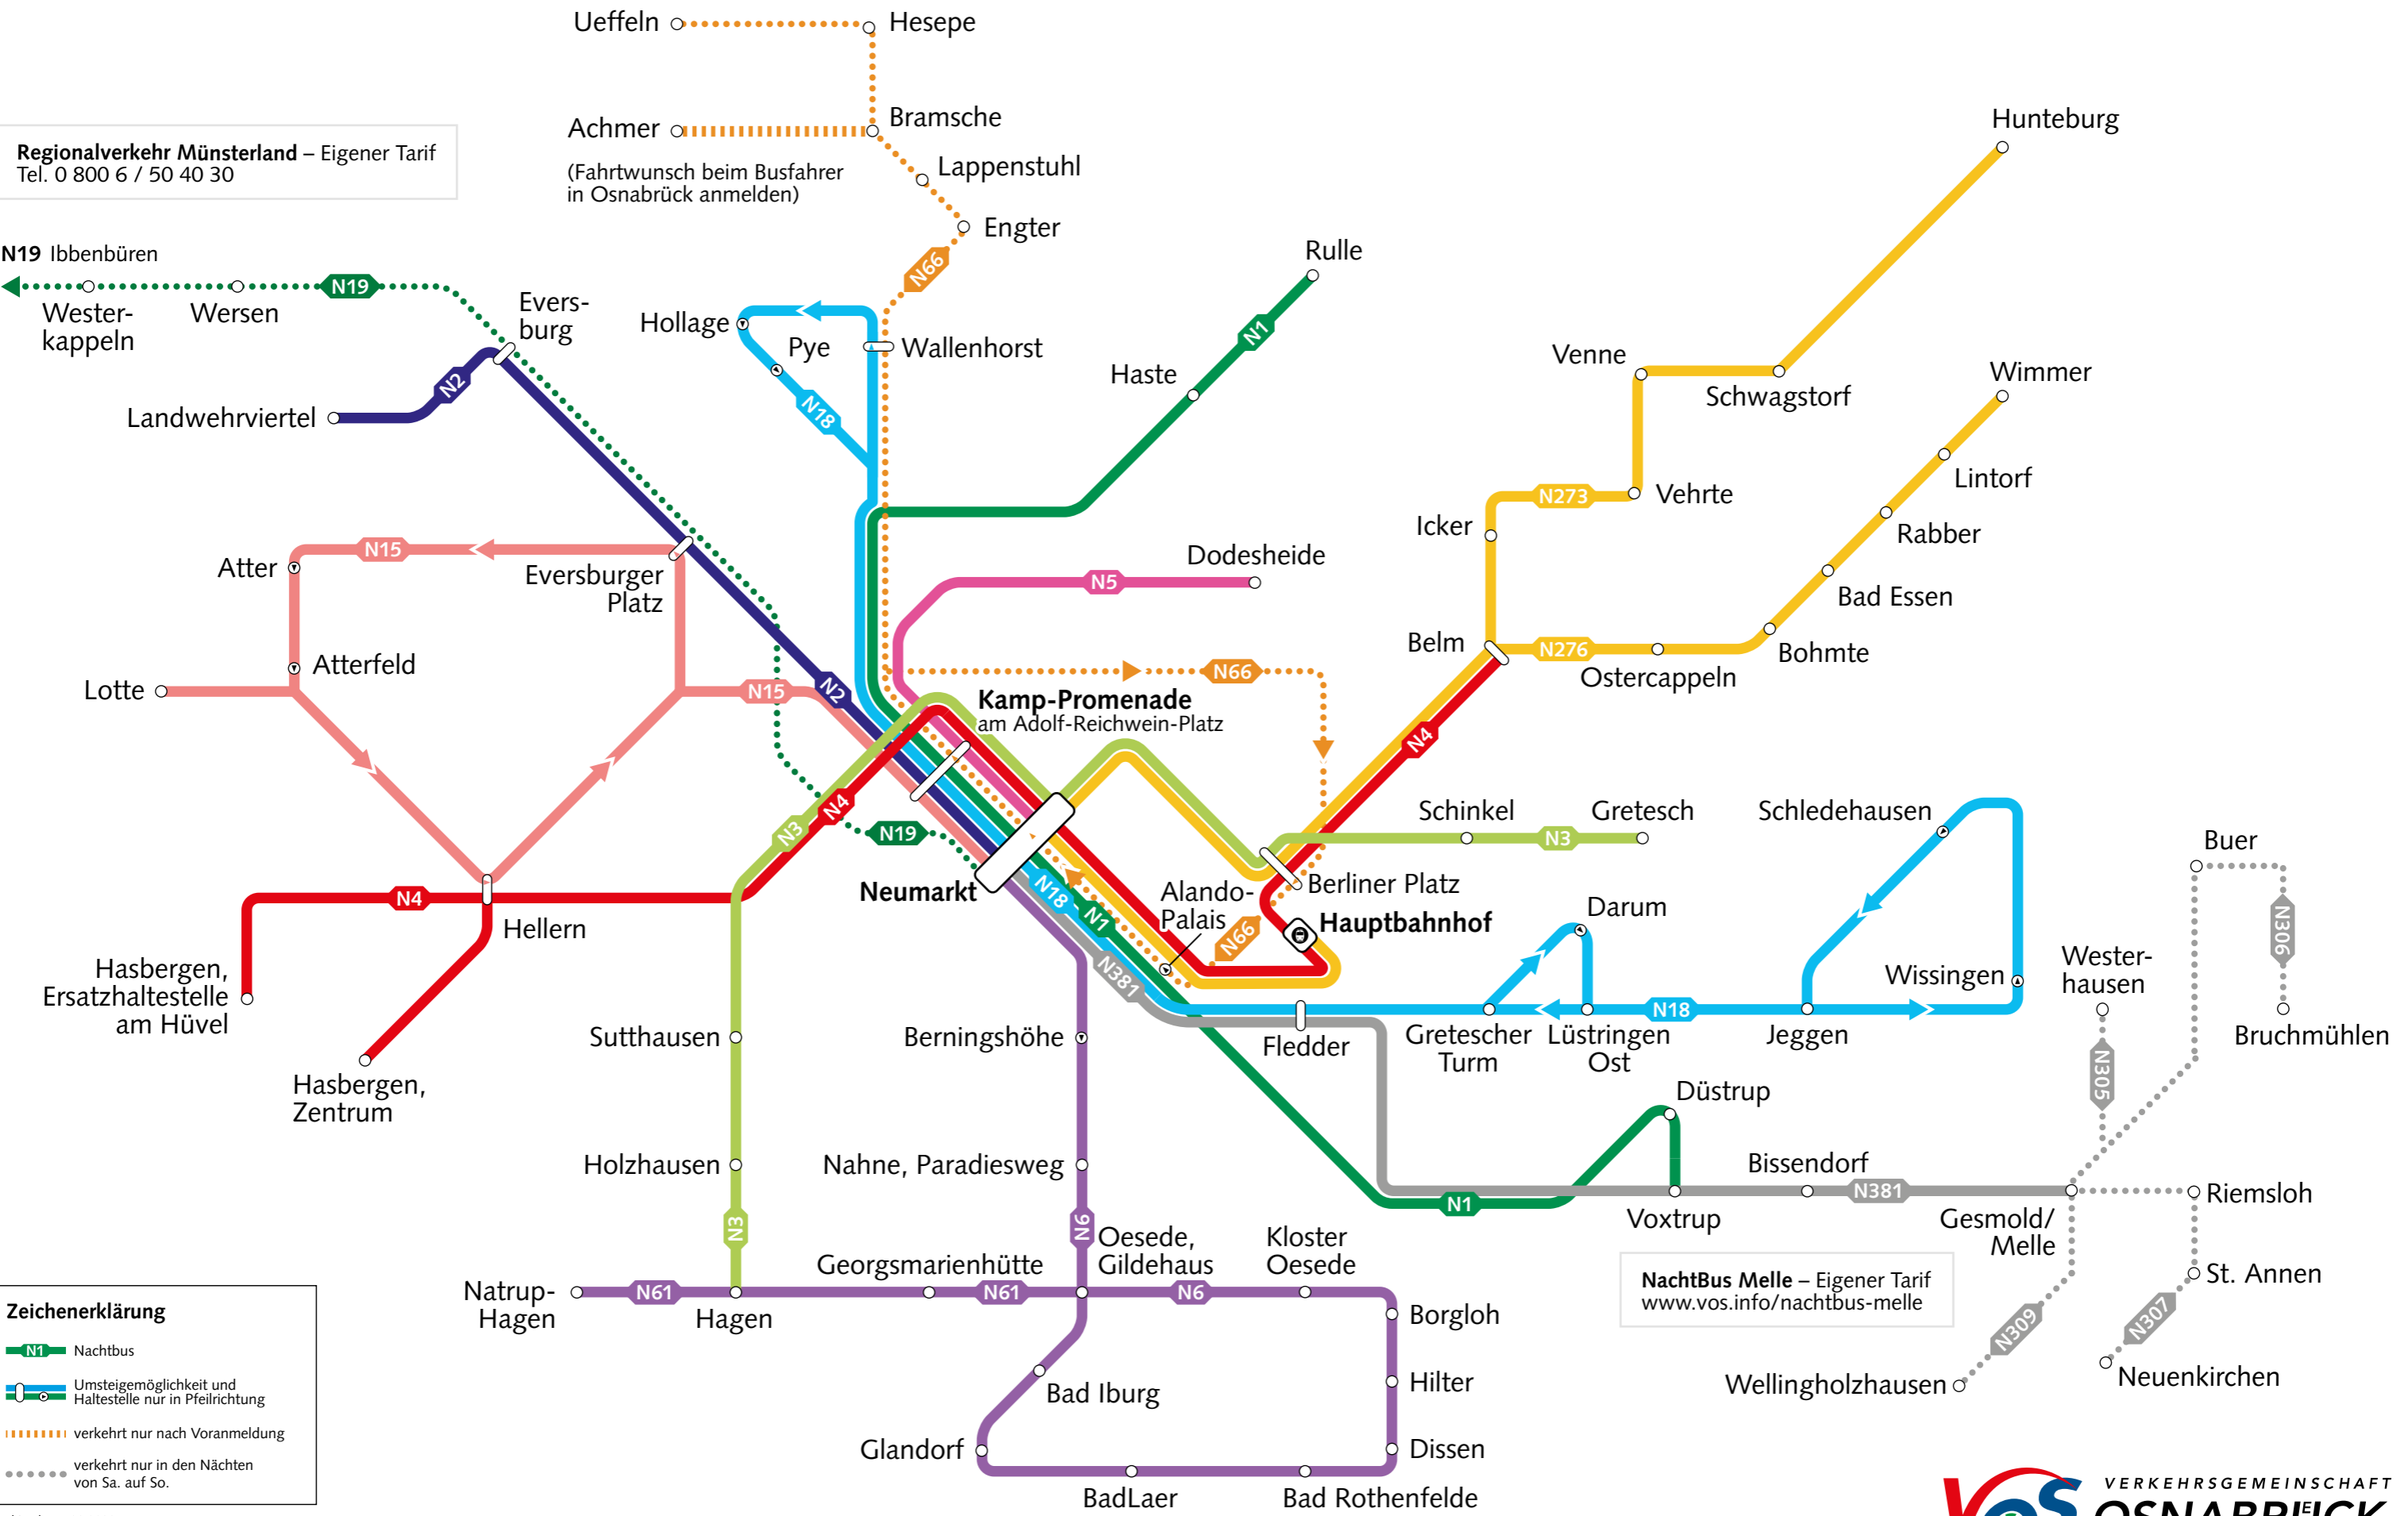 Ueffeln
Hesepe
Achmer
Bramsche
(Fahrtwunsch beim Busfahrer
in Osnabrück anmelden)
Lappenstuhl
Engter
N66
Hunteburg
Regionalverkehr Münsterland – Eigener Tarif
Tel. 0 800 6 / 50 40 30
N19 Ibbenbüren
N19
Wester-
kappeln
Wersen
Evers-
burg
N2
Landwehrviertel
Hollage
Pye
N18
Wallenhorst
Rulle
N1
Haste
Venne
Schwagstorf
Wimmer
Lintorf
Rabber
Bad Essen
Bohmte
N273
Vehrte
Icker
Belm
N276
Ostercappeln
Atter
N15
Eversburger
Platz
Atterfeld
Lotte
N15
N2
Dodesheide
N5
N66
Kamp-Promenade
am Adolf-Reichwein-Platz
N4
N3
N4
N19
Neumarkt
Schinkel
N3
Gretesch
Berliner Platz
Hauptbahnhof
Alando-
Palais
N66
N18
N1
N381
Schledehausen
Darum
Wissingen
Gretescher
Turm
Lüstringen
Ost
N18
Jeggen
Fledder
Buer
N306
Bruchmühlen
Wester-
hausen
N305
N4
Hellern
Hasbergen,
Ersatzhaltestelle
am Hüvel
Hasbergen,
Zentrum
Sutthausen
Holzhausen
N3
Berningshöhe
Nahne, Paradiesweg
N6
Düstrup
N1
Voxtrup
Bissendorf
N381
Gesmold/
Melle
Riemsloh
St. Annen
N307
Neuenkirchen
N309
Wellingholzhausen
NachtBus Melle – Eigener Tarif
www.vos.info/nachtbus-melle
Natrup-
Hagen
N61
Hagen
Georgsmarienhütte
N61
Oesede,
Gildehaus
N6
Kloster
Oesede
Borgloh
Hilter
Dissen
Bad Rothenfelde
BadLaer
Glandorf
Bad Iburg
Zeichenerklärung
N1 Nachtbus
Umsteigemöglichkeit und
Haltestelle nur in Pfeilrichtung
verkehrt nur nach Voranmeldung
verkehrt nur in den Nächten
von Sa. auf So.
VOS
VERKEHRSGEMEINSCHAFT